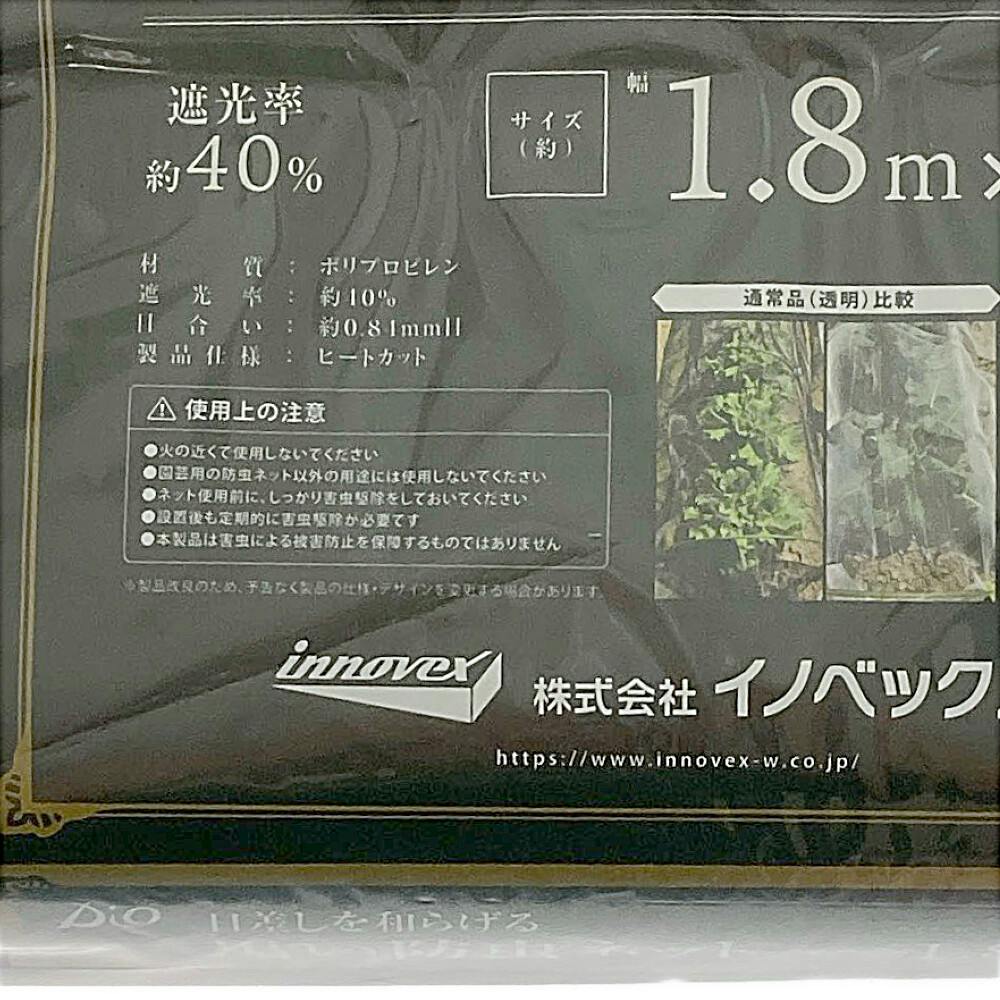 遮光率
約40%
サイズ
(約)
幅1.8m×
材質：ポリプロピレン
遮光率：約40%
目合い：約0.84mm目
製品仕様：ヒートカット
通常品(透明)比較
使用上の注意
●火の近くで使用しないでください
●園芸用の防虫ネット以外の用途には使用しないでください
●ネット使用前に、しっかり害虫駆除をしておいてください
●設置後も定期的に害虫駆除が必要です
●本製品は害虫による被害防止を保障するものではありません
※製品改良のため、予告なく製品の仕様・デザインを変更する場合があります。
innovex
株式会社 イノベック
https://www.innovex-w.co.jp/
Dio 日差しを和らげる